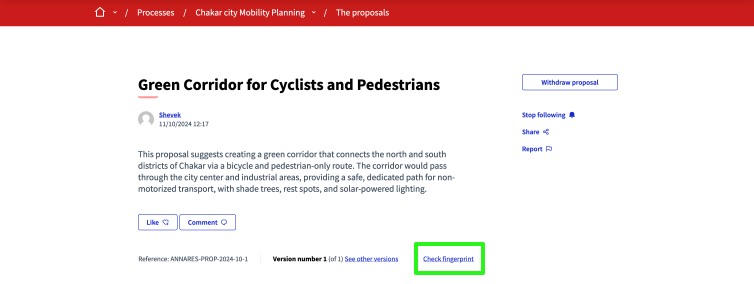 / Processes / Chakar city Mobility Planning / The proposals
Green Corridor for Cyclists and Pedestrians
Withdraw proposal
Shevek
11/10/2024 12:17
Stop following
Share
Report
This proposal suggests creating a green corridor that connects the north and south
districts of Chakar via a bicycle and pedestrian-only route. The corridor would pass
through the city center and industrial areas, providing a safe, dedicated path for non-
motorized transport, with shade trees, rest spots, and solar-powered lighting.
Like
Comment
Reference: ANNARES-PROP-2024-10-1
Version number 1 (of 1) See other versions
Check fingerprint